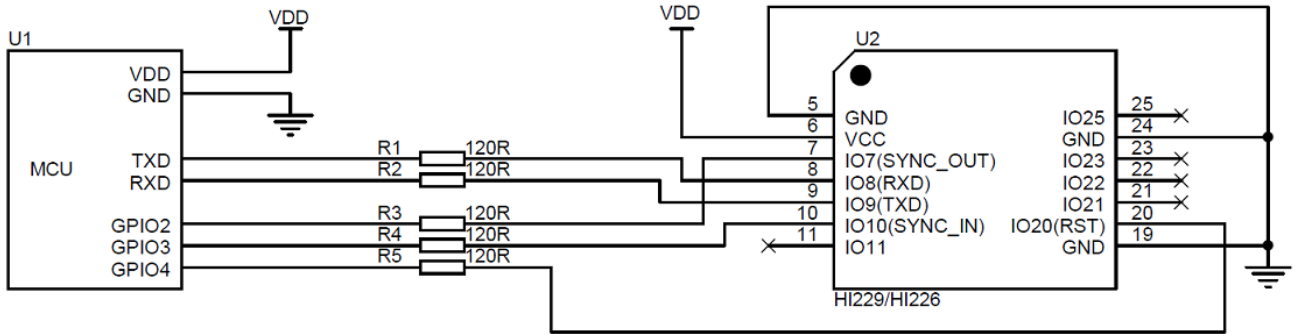 VDD
VDD
U1
U2
VDD
GND
MCU
TXD
RXD
GPIO2
GPIO3
GPIO4
R1 120R
R2 120R
R3 120R
R4 120R
R5 120R
5 GND
6 VCC
7 IO7(SYNC_OUT)
8 IO8(RXD)
9 IO9(TXD)
10 IO10(SYNC_IN)
11 IO11
IO25 25
GND 24
IO23 23
IO22 22
IO21 21
IO20(RST) 20
GND 19
HI229/HI226